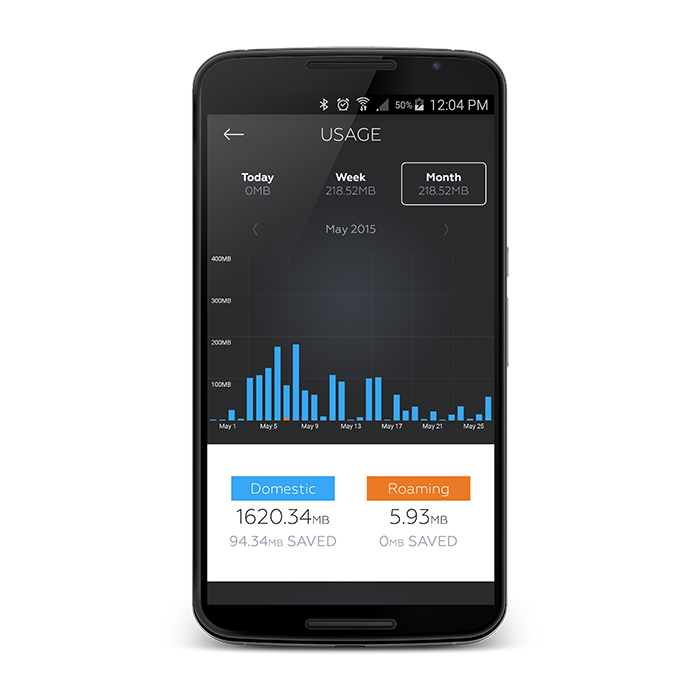 50% 12:04 PM
USAGE
Today Week Month
0MB 218.52MB 218.52MB
May 2015
400MB
300MB
200MB
100MB
May 1 May 5 May 9 May 13 May 17 May 21 May 25
Domestic Roaming
1620.34MB 5.93MB
94.34MB SAVED 0MB SAVED